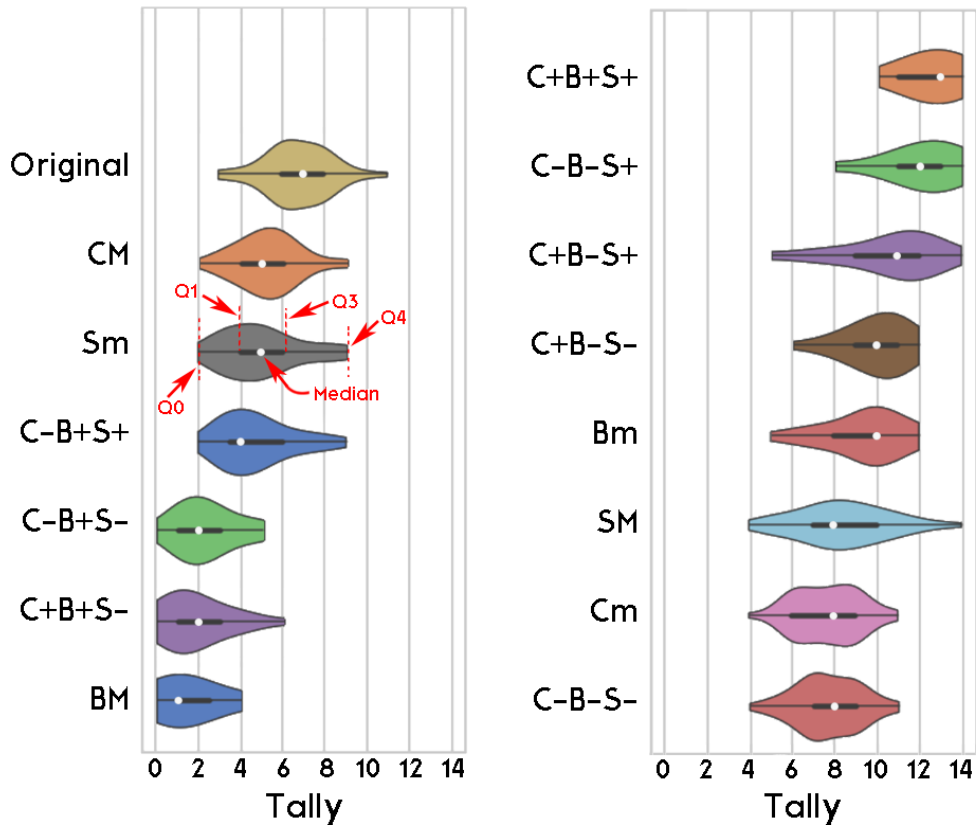 Original
CM
Q1
Q3
Q4
Sm
Q0
Median
C-B+S+
C-B+S-
C+B+S-
BM
0 2 4 6 8 10 12 14
Tally
C+B+S+
C-B-S+
C+B-S+
C+B-S-
Bm
SM
Cm
C-B-S-
0 2 4 6 8 10 12 14
Tally